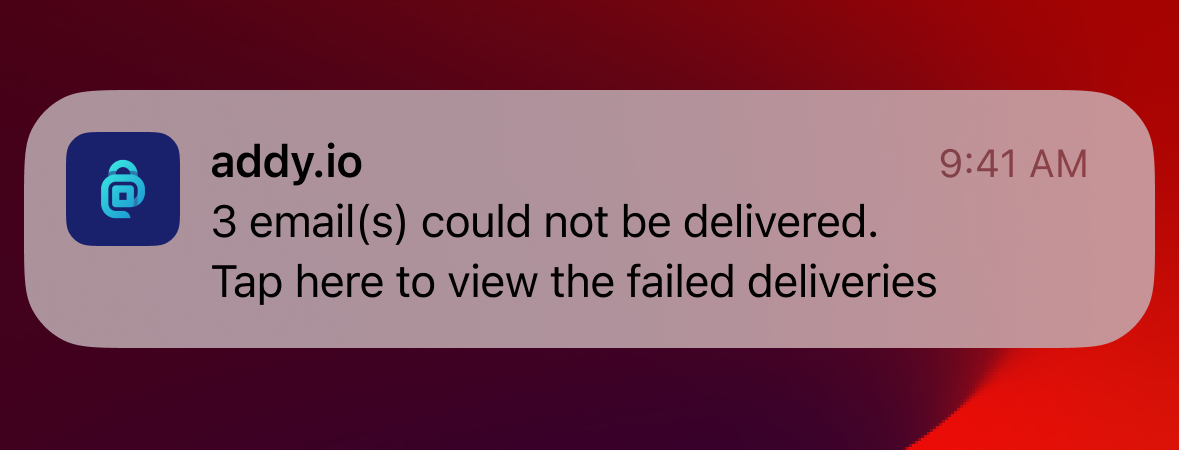 addy.io
9:41 AM
3 email(s) could not be delivered.
Tap here to view the failed deliveries